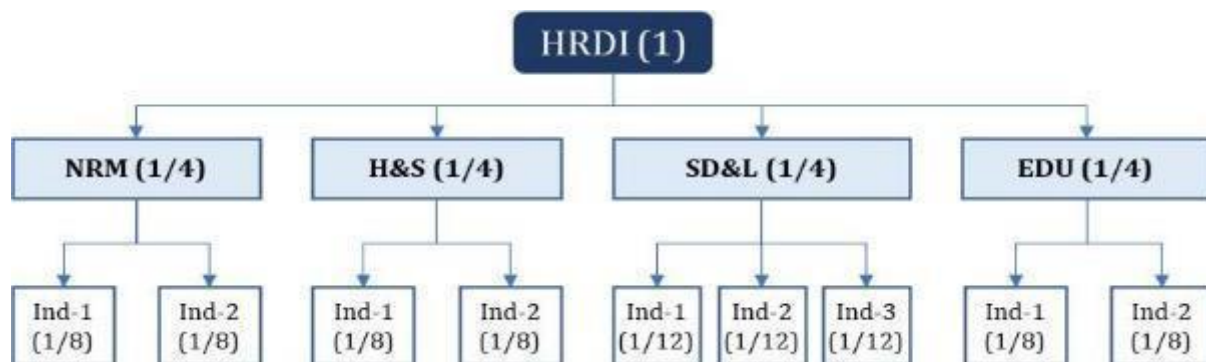 HRDI (1)
NRM (1/4)
H&S (1/4)
SD&L (1/4)
EDU (1/4)
Ind-1
(1/8)
Ind-2
(1/8)
Ind-1
(1/8)
Ind-2
(1/8)
Ind-1
(1/12)
Ind-2
(1/12)
Ind-3
(1/12)
Ind-1
(1/8)
Ind-2
(1/8)